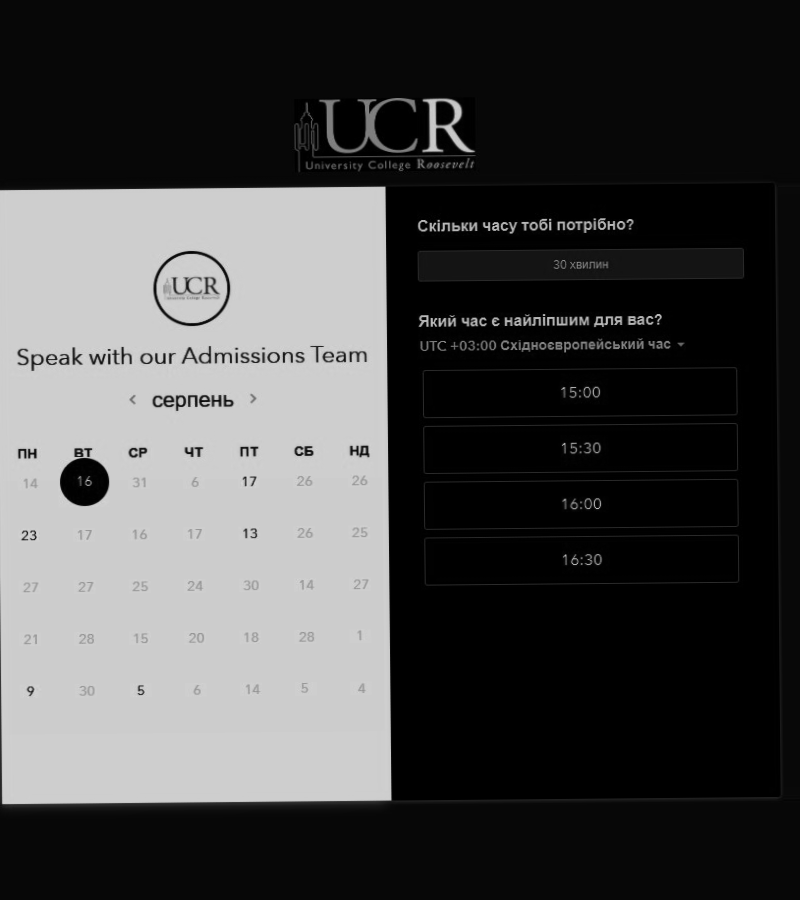 UCR
University College Roosevelt
UCR
University College Roosevelt
Speak with our Admissions Team
серпень
ПН ВТ СР ЧТ ПТ СБ НД
14 16 31 6 17 26 26
23 17 16 17 13 26 25
27 27 25 24 30 14 27
21 28 15 20 18 28 1
9 30 5 6 14 5 4
Скільки часу тобі потрібно?
30 хвилин
Який час є найліпшим для вас?
UTC +03:00 Східноєвропейський час
15:00
15:30
16:00
16:30